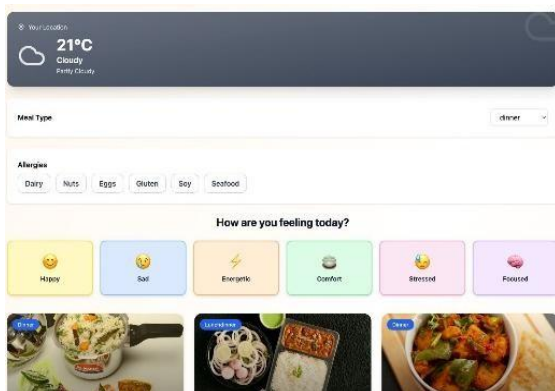 Your Location
21°C
Cloudy
Partly Cloudy
Meal Type
dinner
Allergies
Dairy Nuts Eggs Gluten Soy Seafood
How are you feeling today?
Happy Sad Energetic Comfort Stressed Focused
Dinner Lunch/dinner Dinner